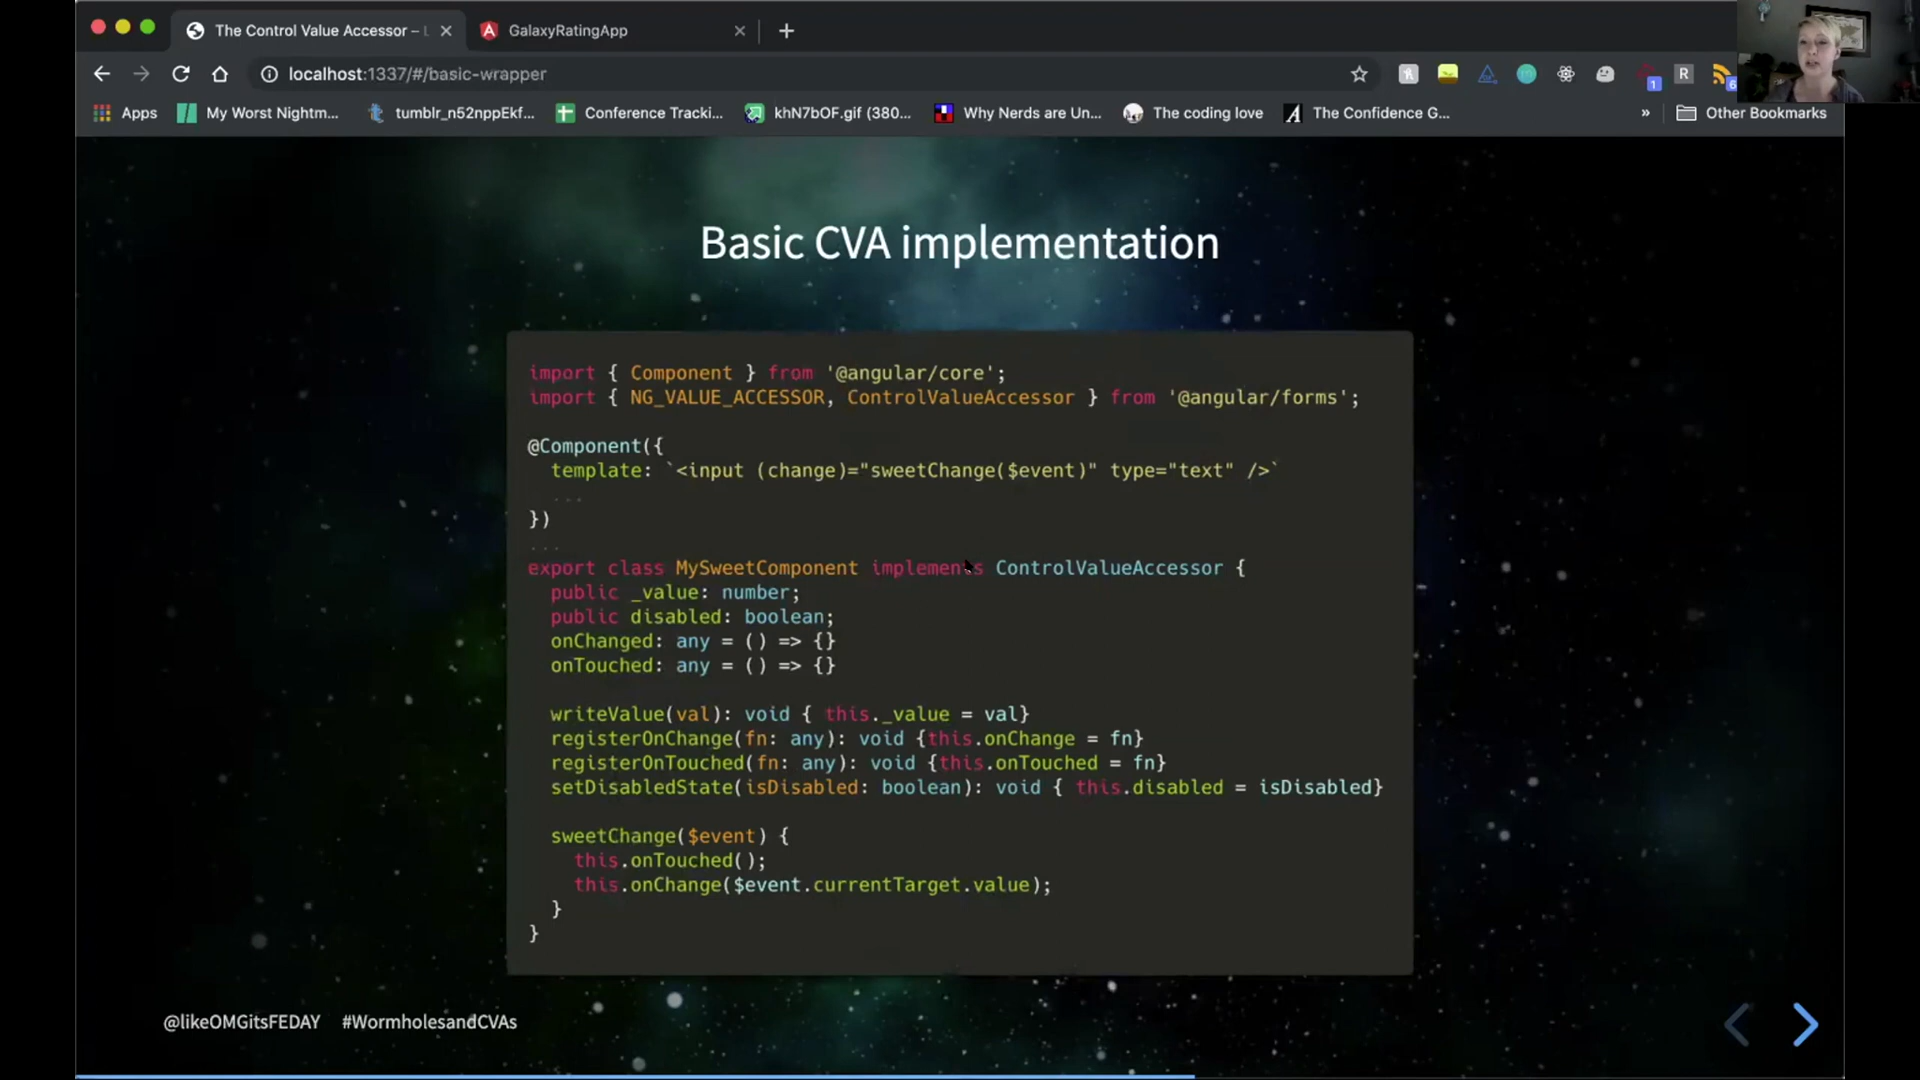 The Control Value Accessor – L
GalaxyRatingApp
localhost:1337/#/basic-wrapper
R
1
6
Apps
My Worst Nightm...
tumblr_n52nppEkf...
Conference Tracki...
khN7bOF.gif (380...
Why Nerds are Un...
The coding love
The Confidence G...
»
Other Bookmarks
Basic CVA implementation
import { Component } from '@angular/core';
import { NG_VALUE_ACCESSOR, ControlValueAccessor } from '@angular/forms';
@Component({
template: `<input (change)="sweetChange($event)" type="text" />`
...
})
...
export class MySweetComponent implements ControlValueAccessor {
public _value: number;
public disabled: boolean;
onChanged: any = () => {}
onTouched: any = () => {}
writeValue(val): void { this._value = val}
registerOnChange(fn: any): void {this.onChange = fn}
registerOnTouched(fn: any): void {this.onTouched = fn}
setDisabledState(isDisabled: boolean): void { this.disabled = isDisabled}
sweetChange($event) {
this.onTouched();
this.onChange($event.currentTarget.value);
}
}
@likeOMGitsFEDAY #WormholesandCVAs